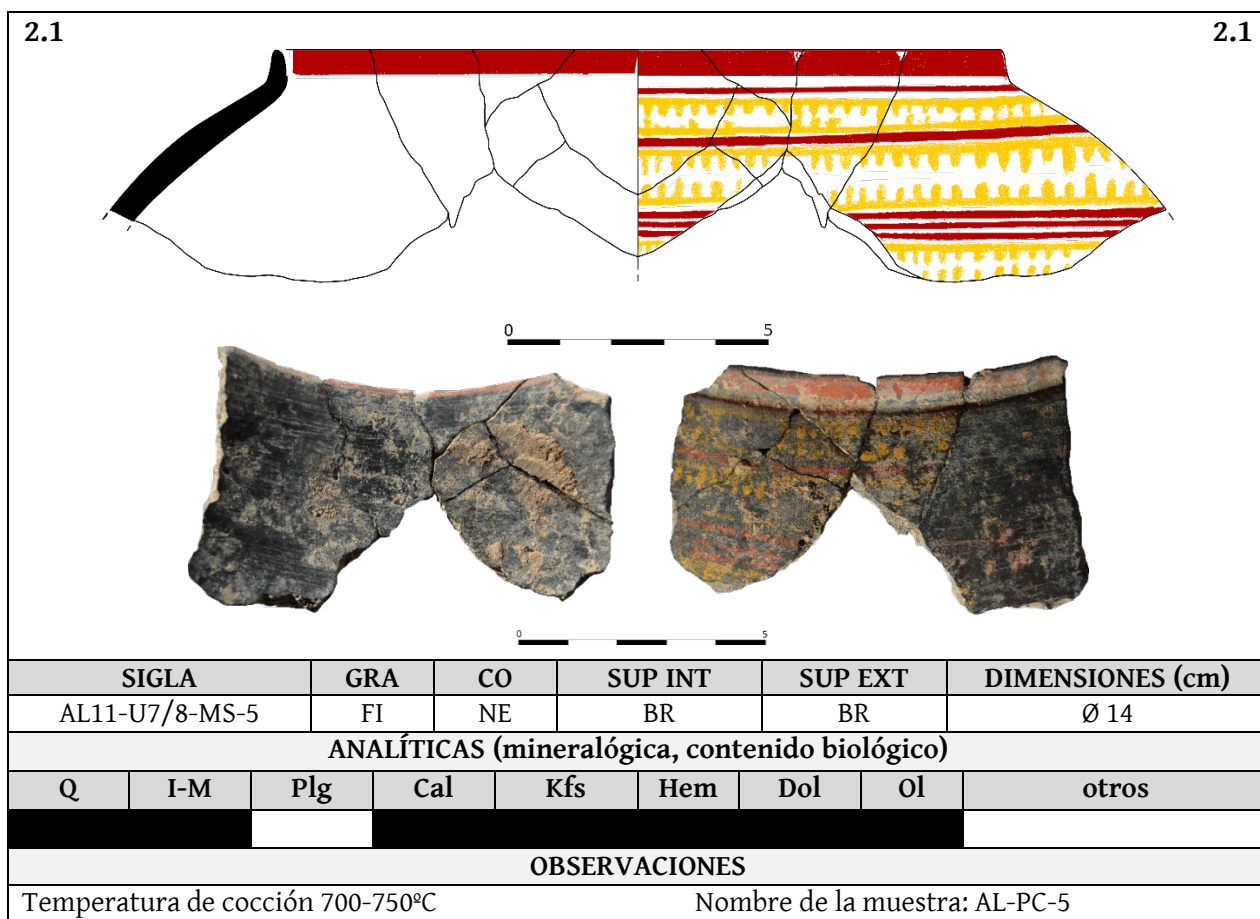 2.1 2.1
0 5
0 5
SIGLA GRA CO SUP INT SUP EXT DIMENSIONES (cm)
AL11-U7/8-MS-5 FI NE BR BR Ø 14
ANALÍTICAS (mineralógica, contenido biológico)
Q I-M Plg Cal Kfs Hem Dol Ol otros
OBSERVACIONES
Temperatura de cocción 700-750ºC Nombre de la muestra: AL-PC-5